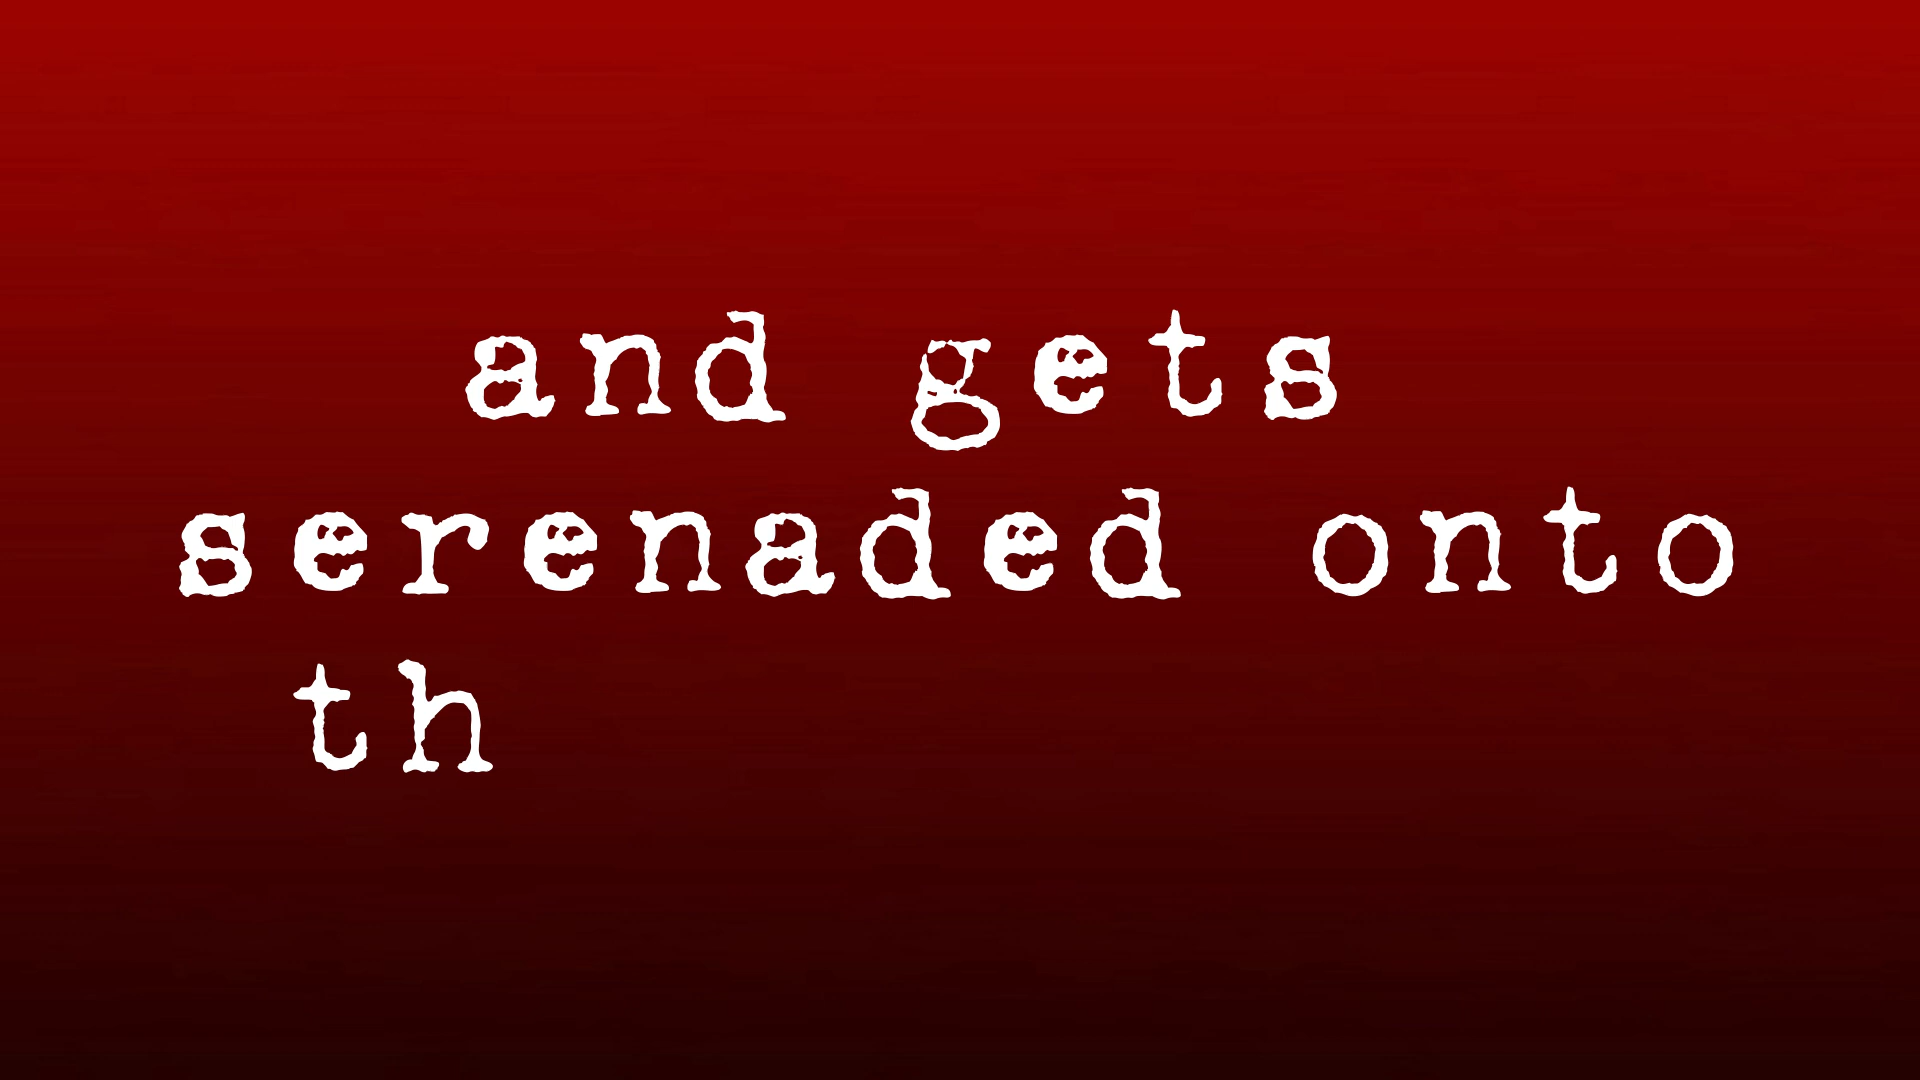 and gets
serenaded onto
th